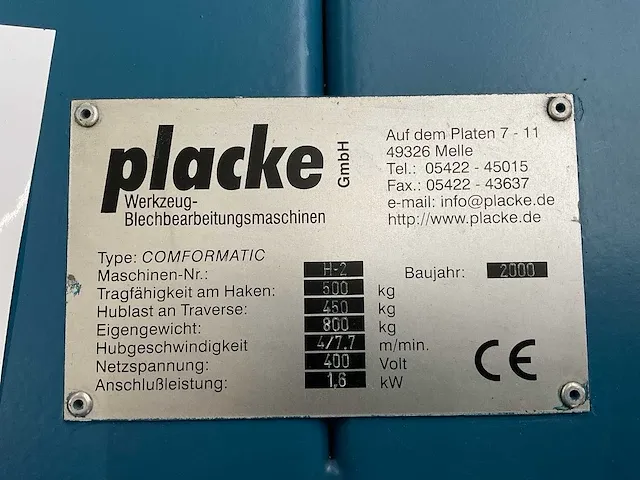 placke GmbH
Werkzeug-
Blechbearbeitungsmaschinen
Auf dem Platen 7 - 11
49326 Melle
Tel.: 05422 - 45015
Fax.: 05422 - 43637
e-mail: info@placke.de
http://www.placke.de
Type: COMFORMATIC
Maschinen-Nr.: H-2 Baujahr: 2000
Tragfähigkeit am Haken: 500 kg
Hublast an Traverse: 450 kg
Eigengewicht: 800 kg
Hubgeschwindigkeit 4/7.7 m/min.
Netzspannung: 400 Volt
Anschlußleistung: 1,6 kW
CE